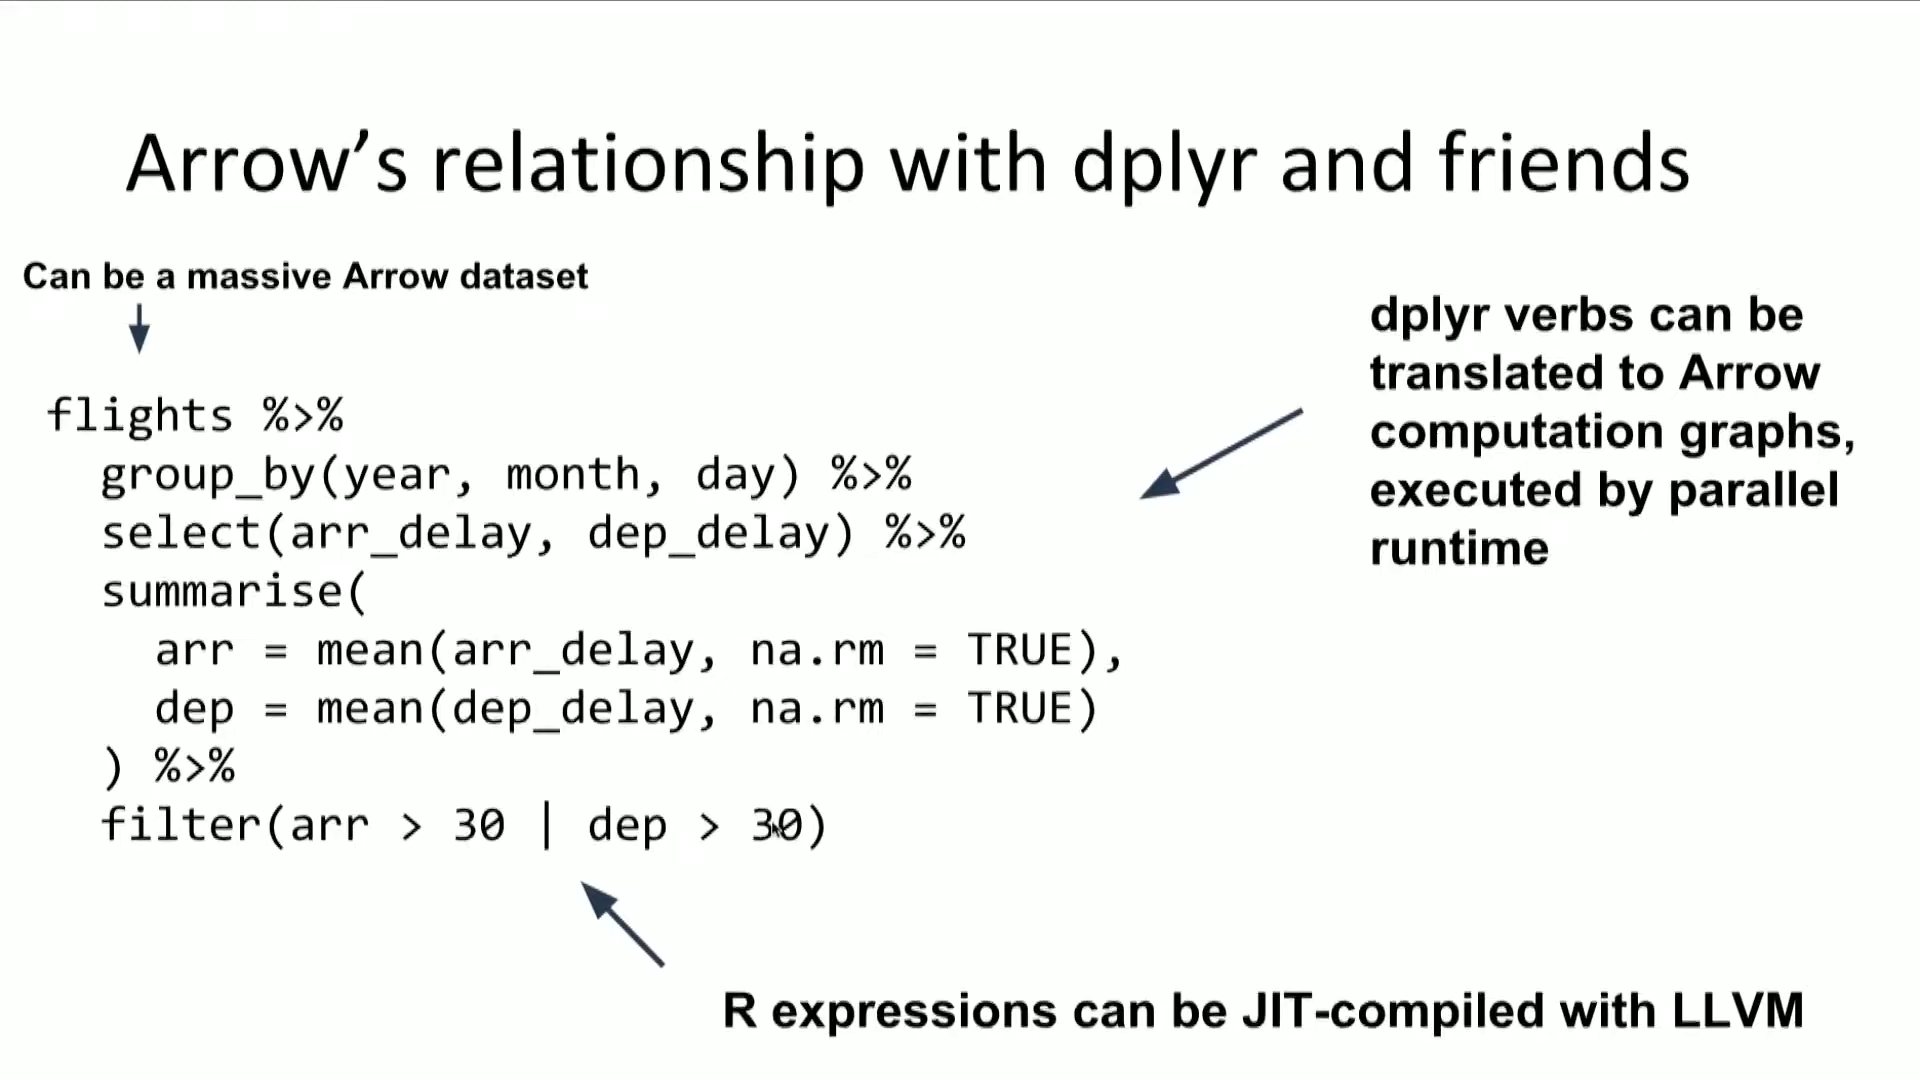 Arrow’s relationship with dplyr and friends
Can be a massive Arrow dataset
flights %>%
  group_by(year, month, day) %>%
  select(arr_delay, dep_delay) %>%
  summarise(
    arr = mean(arr_delay, na.rm = TRUE),
    dep = mean(dep_delay, na.rm = TRUE)
  ) %>%
  filter(arr > 30 | dep > 30)
dplyr verbs can be
translated to Arrow
computation graphs,
executed by parallel
runtime
R expressions can be JIT-compiled with LLVM